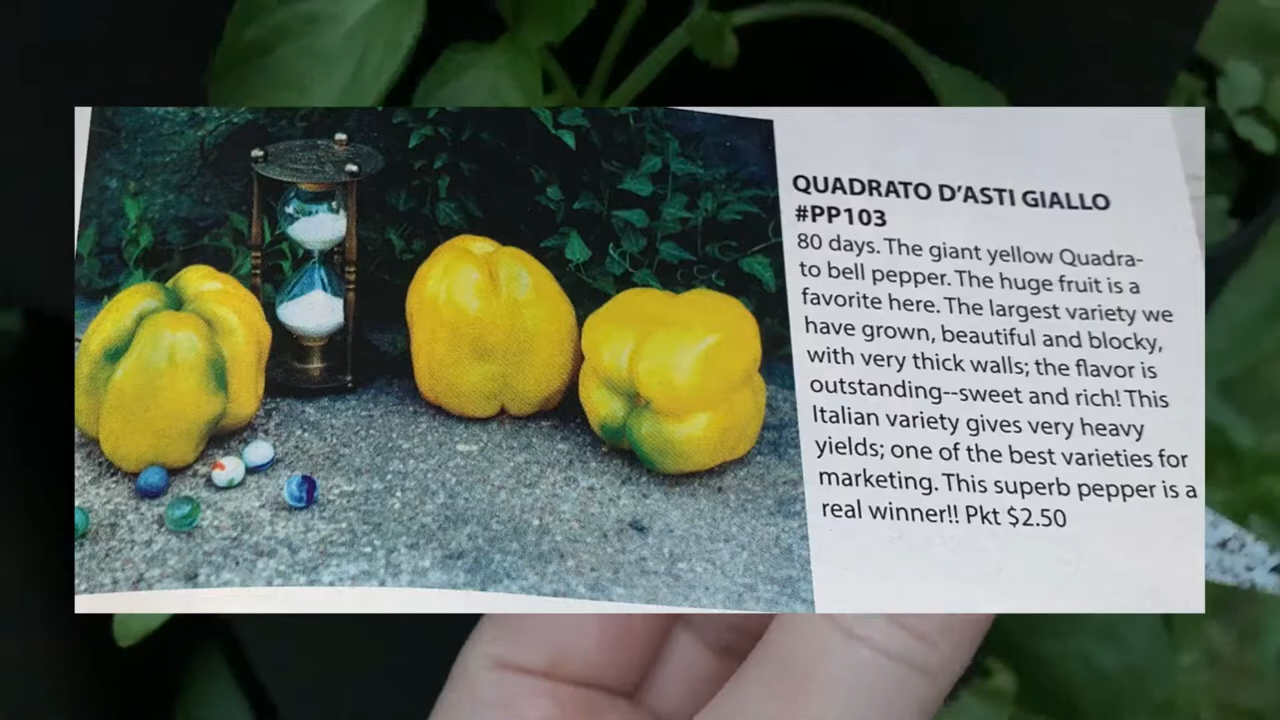 QUADRATO D'ASTI GIALLO
#PP103
80 days. The giant yellow Quadra-
to bell pepper. The huge fruit is a
favorite here. The largest variety we
have grown, beautiful and blocky,
with very thick walls; the flavor is
outstanding--sweet and rich! This
Italian variety gives very heavy
yields; one of the best varieties for
marketing. This superb pepper is a
real winner!! Pkt $2.50